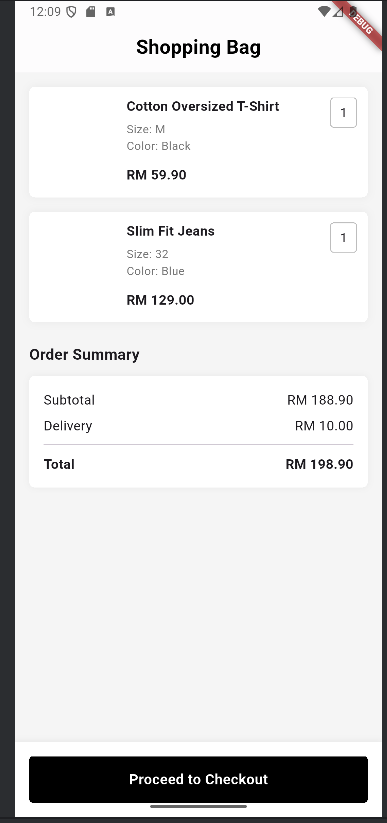 12:09
DEBUG
Shopping Bag
Cotton Oversized T-Shirt
1
Size: M
Color: Black
RM 59.90
Slim Fit Jeans
1
Size: 32
Color: Blue
RM 129.00
Order Summary
Subtotal RM 188.90
Delivery RM 10.00
Total RM 198.90
Proceed to Checkout